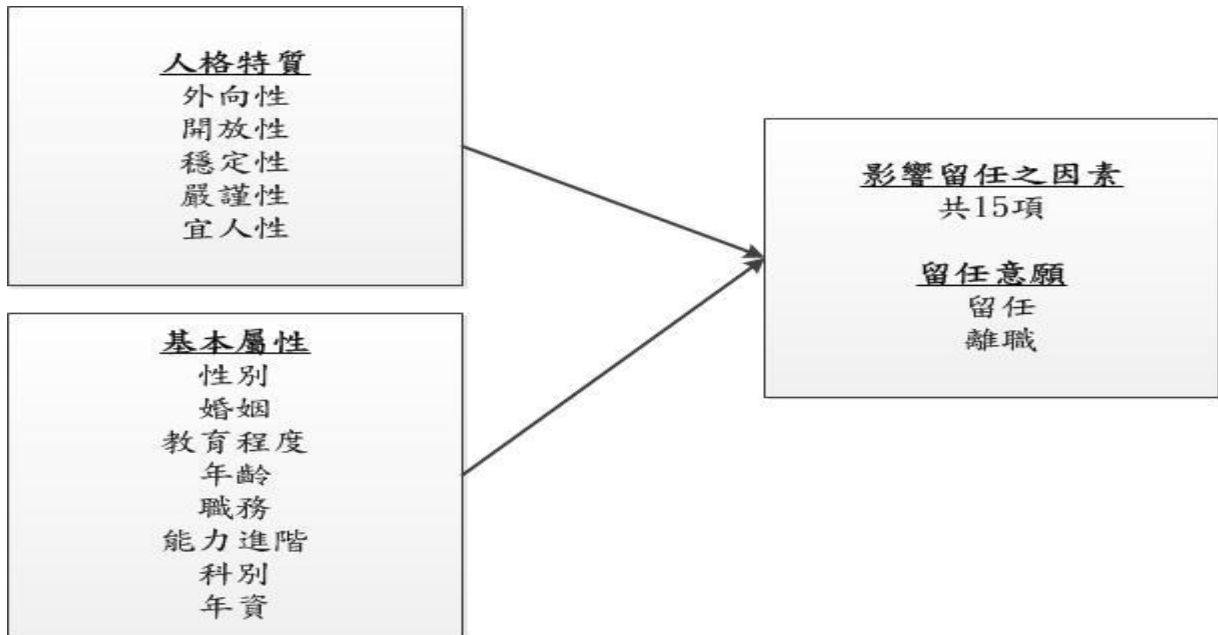 人格特質
外向性
開放性
穩定性
嚴謹性
宜人性
基本屬性
性別
婚姻
教育程度
年齡
職務
能力進階
科別
年資
影響留任之因素
共15項
留任意願
留任
離職